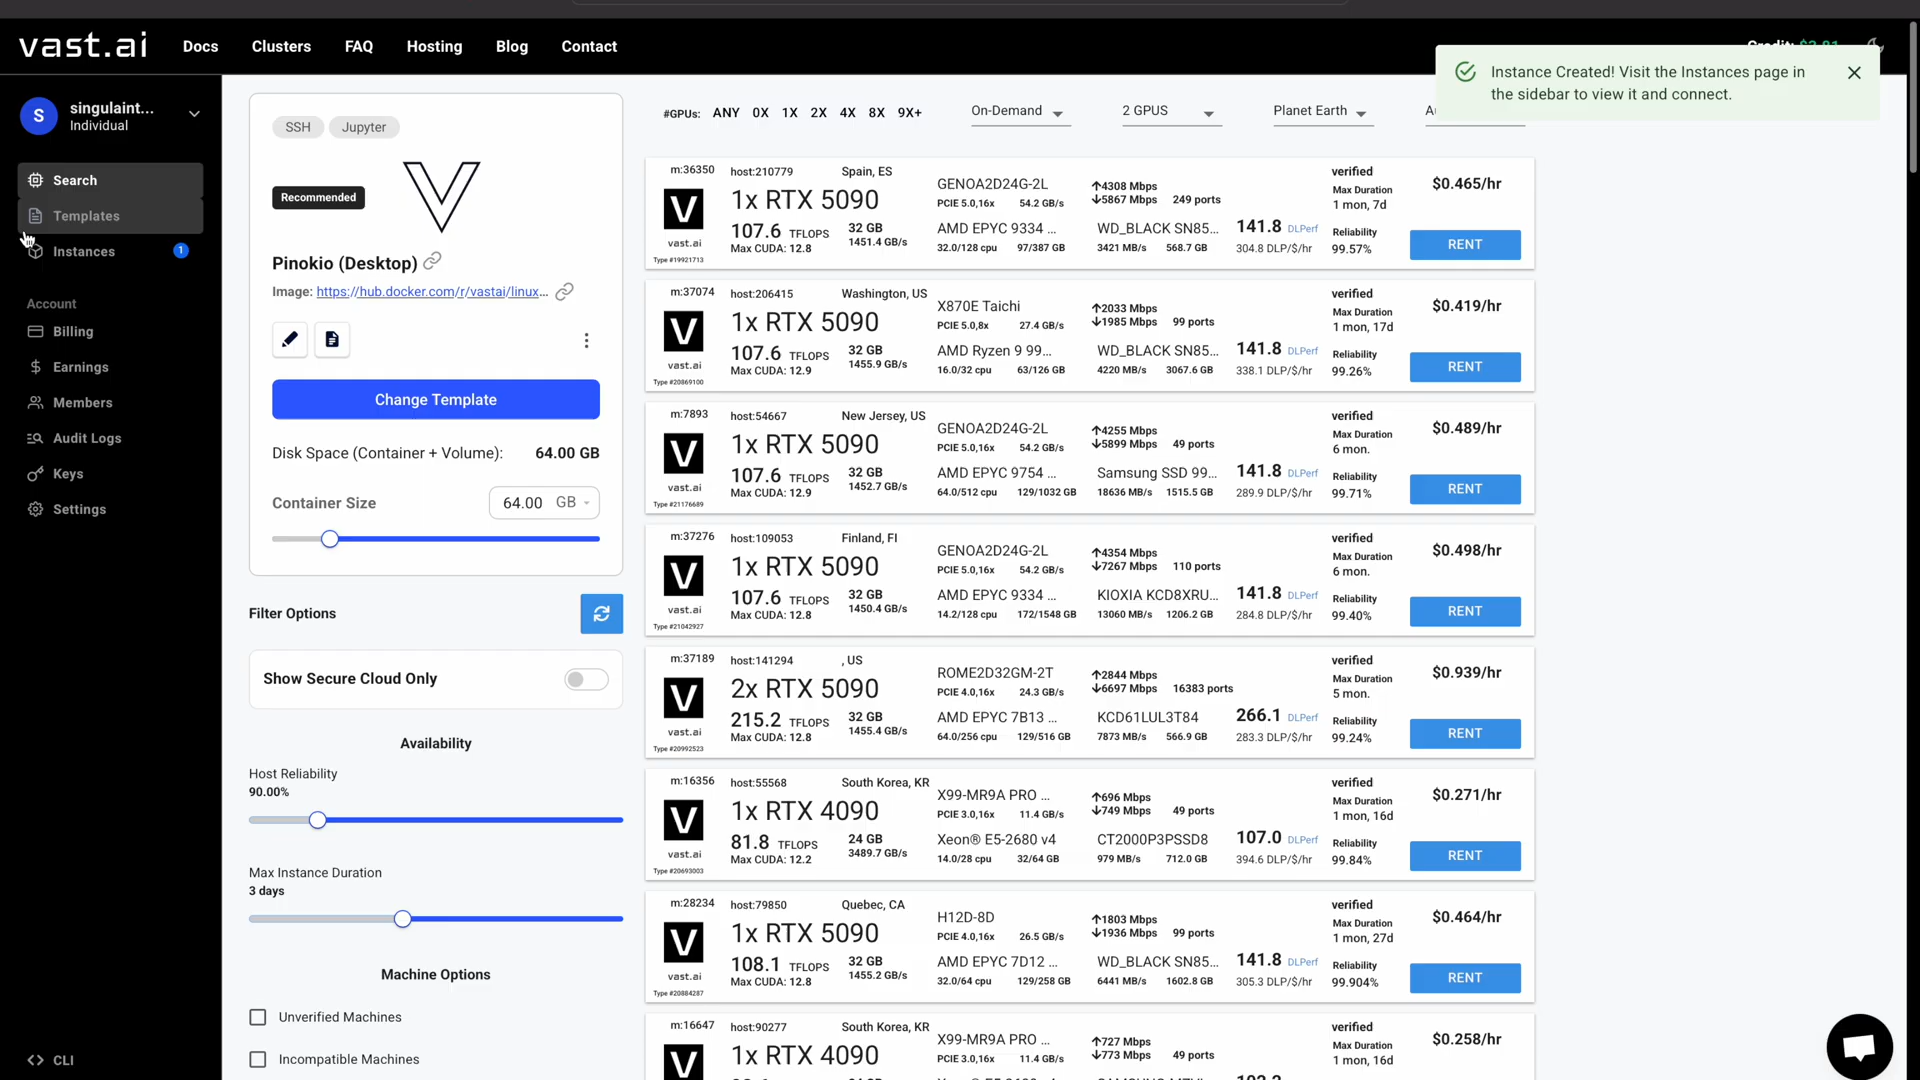 vast.ai
Docs
Clusters
FAQ
Hosting
Blog
Contact
Instance Created! Visit the Instances page in
the sidebar to view it and connect.
S
singulaint...
Individual
Search
Templates
Instances
1
Account
Billing
Earnings
Members
Audit Logs
Keys
Settings
CLI
SSH
Jupyter
Recommended
Pinokio (Desktop)
Image: https://hub.docker.com/r/vastai/linux...
Change Template
Disk Space (Container + Volume): 64.00 GB
Container Size
64.00 GB
Filter Options
Show Secure Cloud Only
Availability
Host Reliability
90.00%
Max Instance Duration
3 days
Machine Options
Unverified Machines
Incompatible Machines
#GPUs: ANY 0X 1X 2X 4X 8X 9X+
On-Demand
2 GPUS
Planet Earth
m:36350 host:210779 Spain, ES
vast.ai
Type #19921713
1x RTX 5090
107.6 TFLOPS
Max CUDA: 12.8
32 GB
1451.4 GB/s
GENOA2D24G-2L
PCIE 5.0,16x 54.2 GB/s
AMD EPYC 9334 ...
32.0/128 cpu 97/387 GB
↑4308 Mbps
↓5867 Mbps 249 ports
WD_BLACK SN85...
3421 MB/s 568.7 GB
141.8 DLPerf
304.8 DLP/$/hr
verified
Max Duration
1 mon, 7d
Reliability
99.57%
$0.465/hr
RENT
m:37074 host:206415 Washington, US
vast.ai
Type #20869100
1x RTX 5090
107.6 TFLOPS
Max CUDA: 12.9
32 GB
1455.9 GB/s
X870E Taichi
PCIE 5.0,8x 27.4 GB/s
AMD Ryzen 9 99...
16.0/32 cpu 63/126 GB
↑2033 Mbps
↓1985 Mbps 99 ports
WD_BLACK SN85...
4220 MB/s 3067.6 GB
141.8 DLPerf
338.1 DLP/$/hr
verified
Max Duration
1 mon, 17d
Reliability
99.26%
$0.419/hr
RENT
m:7893 host:54667 New Jersey, US
vast.ai
Type #21176689
1x RTX 5090
107.6 TFLOPS
Max CUDA: 12.9
32 GB
1452.7 GB/s
GENOA2D24G-2L
PCIE 5.0,16x 54.2 GB/s
AMD EPYC 9754 ...
64.0/512 cpu 129/1032 GB
↑4255 Mbps
↓5899 Mbps 49 ports
Samsung SSD 99...
18636 MB/s 1515.5 GB
141.8 DLPerf
289.9 DLP/$/hr
verified
Max Duration
6 mon.
Reliability
99.71%
$0.489/hr
RENT
m:37276 host:109053 Finland, FI
vast.ai
Type #21042927
1x RTX 5090
107.6 TFLOPS
Max CUDA: 12.8
32 GB
1450.4 GB/s
GENOA2D24G-2L
PCIE 5.0,16x 54.2 GB/s
AMD EPYC 9334 ...
14.2/128 cpu 172/1548 GB
↑4354 Mbps
↓7267 Mbps 110 ports
KIOXIA KCD8XRU...
13060 MB/s 1206.2 GB
141.8 DLPerf
284.8 DLP/$/hr
verified
Max Duration
6 mon.
Reliability
99.40%
$0.498/hr
RENT
m:37189 host:141294 , US
vast.ai
Type #20992523
2x RTX 5090
215.2 TFLOPS
Max CUDA: 12.8
32 GB
1455.4 GB/s
ROME2D32GM-2T
PCIE 4.0,16x 24.3 GB/s
AMD EPYC 7B13 ...
64.0/256 cpu 129/516 GB
↑2844 Mbps
↓6697 Mbps 16383 ports
KCD61LUL3T84
7873 MB/s 566.9 GB
266.1 DLPerf
283.3 DLP/$/hr
verified
Max Duration
5 mon.
Reliability
99.24%
$0.939/hr
RENT
m:16356 host:55568 South Korea, KR
vast.ai
Type #20693003
1x RTX 4090
81.8 TFLOPS
Max CUDA: 12.2
24 GB
3489.7 GB/s
X99-MR9A PRO ...
PCIE 3.0,16x 11.4 GB/s
Xeon® E5-2680 v4
14.0/28 cpu 32/64 GB
↑696 Mbps
↓749 Mbps 49 ports
CT2000P3PSSD8
979 MB/s 712.0 GB
107.0 DLPerf
394.6 DLP/$/hr
verified
Max Duration
1 mon, 16d
Reliability
99.84%
$0.271/hr
RENT
m:28234 host:79850 Quebec, CA
vast.ai
Type #20884287
1x RTX 5090
108.1 TFLOPS
Max CUDA: 12.8
32 GB
1455.2 GB/s
H12D-8D
PCIE 4.0,16x 26.5 GB/s
AMD EPYC 7D12 ...
32.0/64 cpu 129/258 GB
↑1803 Mbps
↓1936 Mbps 99 ports
WD_BLACK SN85...
6441 MB/s 1602.8 GB
141.8 DLPerf
305.3 DLP/$/hr
verified
Max Duration
1 mon, 27d
Reliability
99.904%
$0.464/hr
RENT
m:16647 host:90277 South Korea, KR
1x RTX 4090
X99-MR9A PRO ...
PCIE 3.0,16x 11.4 GB/s
↑727 Mbps
↓773 Mbps 49 ports
verified
Max Duration
1 mon, 16d
$0.258/hr